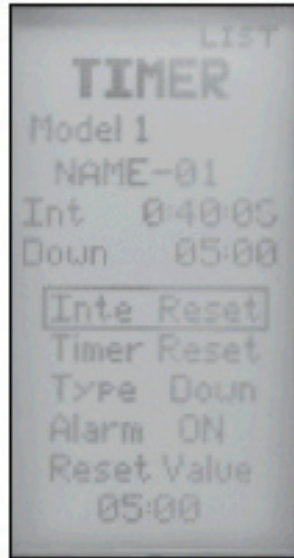 LIST
TIMER
Model 1
NAME-01
Int 0:40:05
Down 05:00
Inte Reset
Timer Reset
Type Down
Alarm ON
Reset Value
05:00